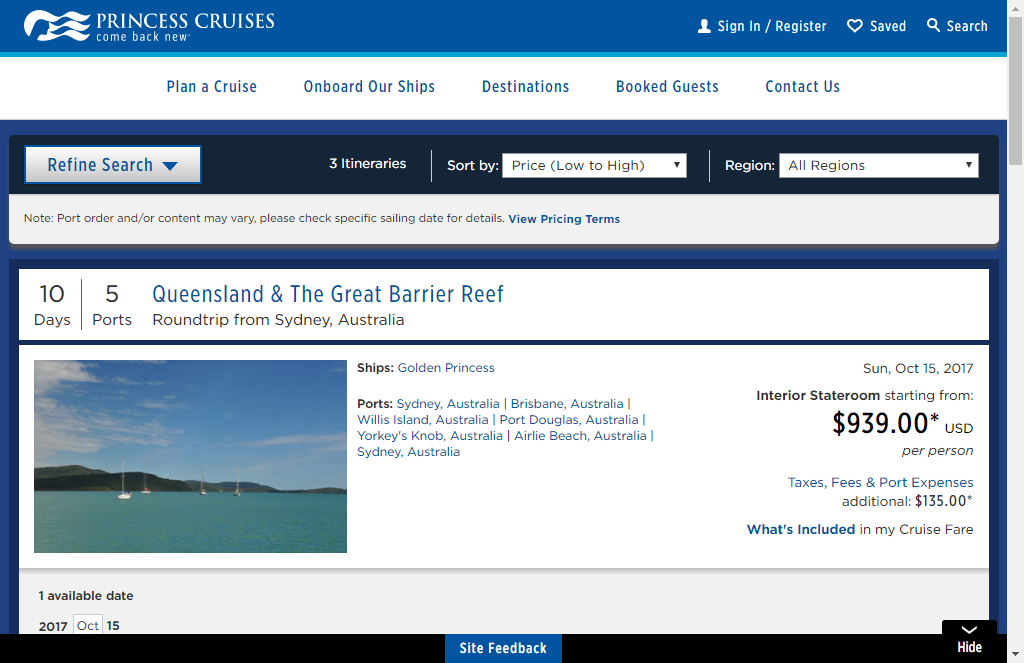 PRINCESS CRUISES
come back new
Sign In / Register
Saved
Search
Plan a Cruise
Onboard Our Ships
Destinations
Booked Guests
Contact Us
Refine Search
3 Itineraries
Sort by: Price (Low to High)
Region: All Regions
Note: Port order and/or content may vary, please check specific sailing date for details. View Pricing Terms
10 Days
5 Ports
Queensland & The Great Barrier Reef
Roundtrip from Sydney, Australia
Ships: Golden Princess
Ports: Sydney, Australia | Brisbane, Australia |
Willis Island, Australia | Port Douglas, Australia |
Yorkey's Knob, Australia | Airlie Beach, Australia |
Sydney, Australia
Sun, Oct 15, 2017
Interior Stateroom starting from:
$939.00* USD
per person
Taxes, Fees & Port Expenses
additional: $135.00*
What's Included in my Cruise Fare
1 available date
2017 Oct 15
Site Feedback
Hide